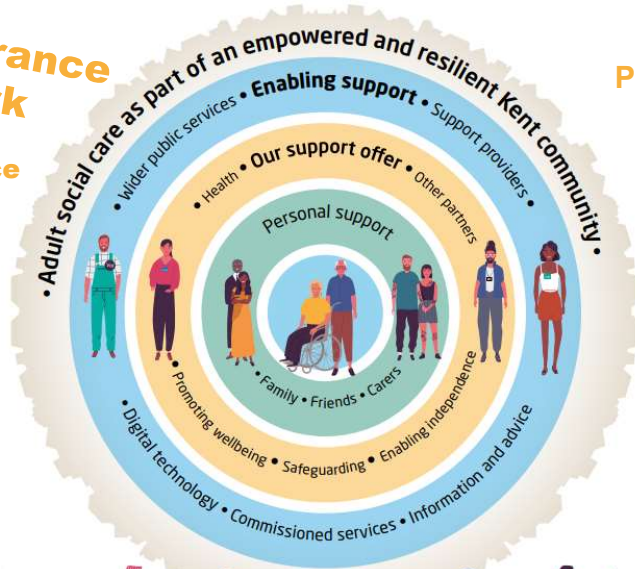 rance
k
ce
P
• Adult social care as part of an empowered and resilient Kent community •
• Wider public services • Enabling support • Support providers •
• Health • Our support offer • Other partners
Personal support
• Family • Friends • Carers
• Promoting wellbeing • Safeguarding • Enabling independence
• Digital technology • Commissioned services • Information and advice